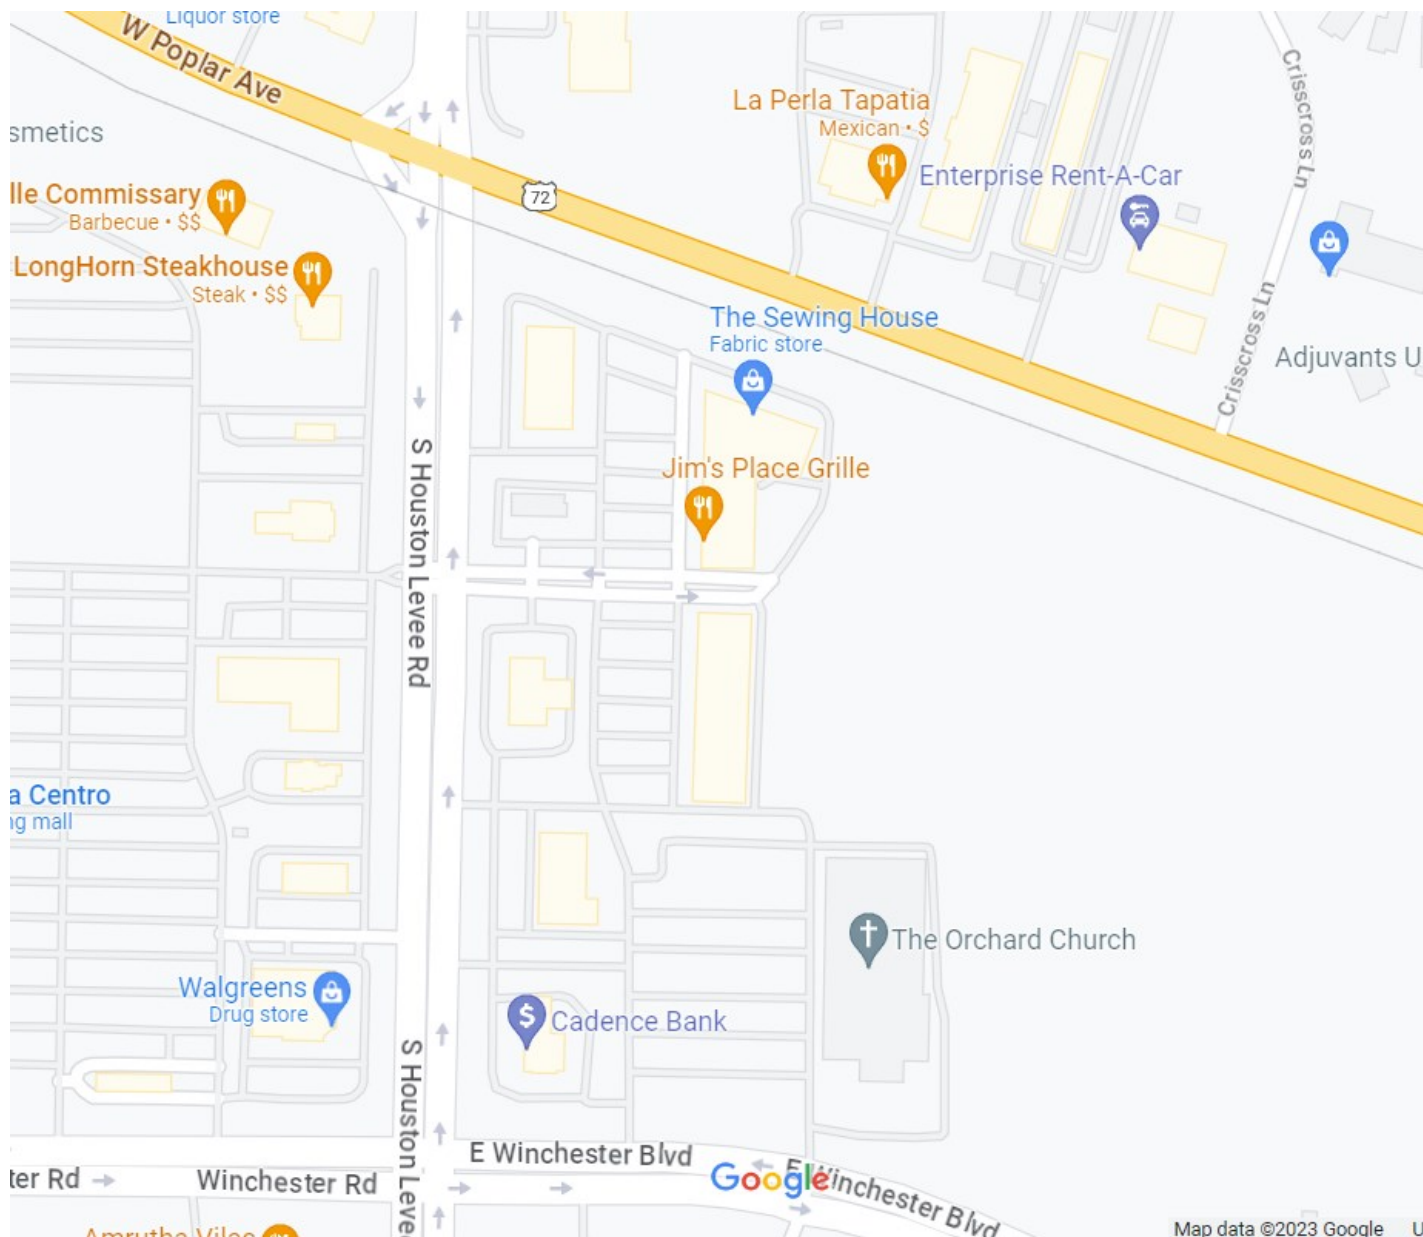 Liquor store
W Poplar Ave
smetics
La Perla Tapatia
Mexican • $
Enterprise Rent-A-Car
Crisscross Ln
lle Commissary
Barbecue • $$
72
LongHorn Steakhouse
Steak • $$
The Sewing House
Fabric store
Crisscross Ln
Adjuvants U
Jim's Place Grille
S Houston Levee Rd
a Centro
ng mall
The Orchard Church
Walgreens
Drug store
Cadence Bank
S Houston Levee
E Winchester Blvd
ter Rd
Winchester Rd
Google
E Winchester Blvd
Amrutha Vilas
Map data ©2023 Google
U